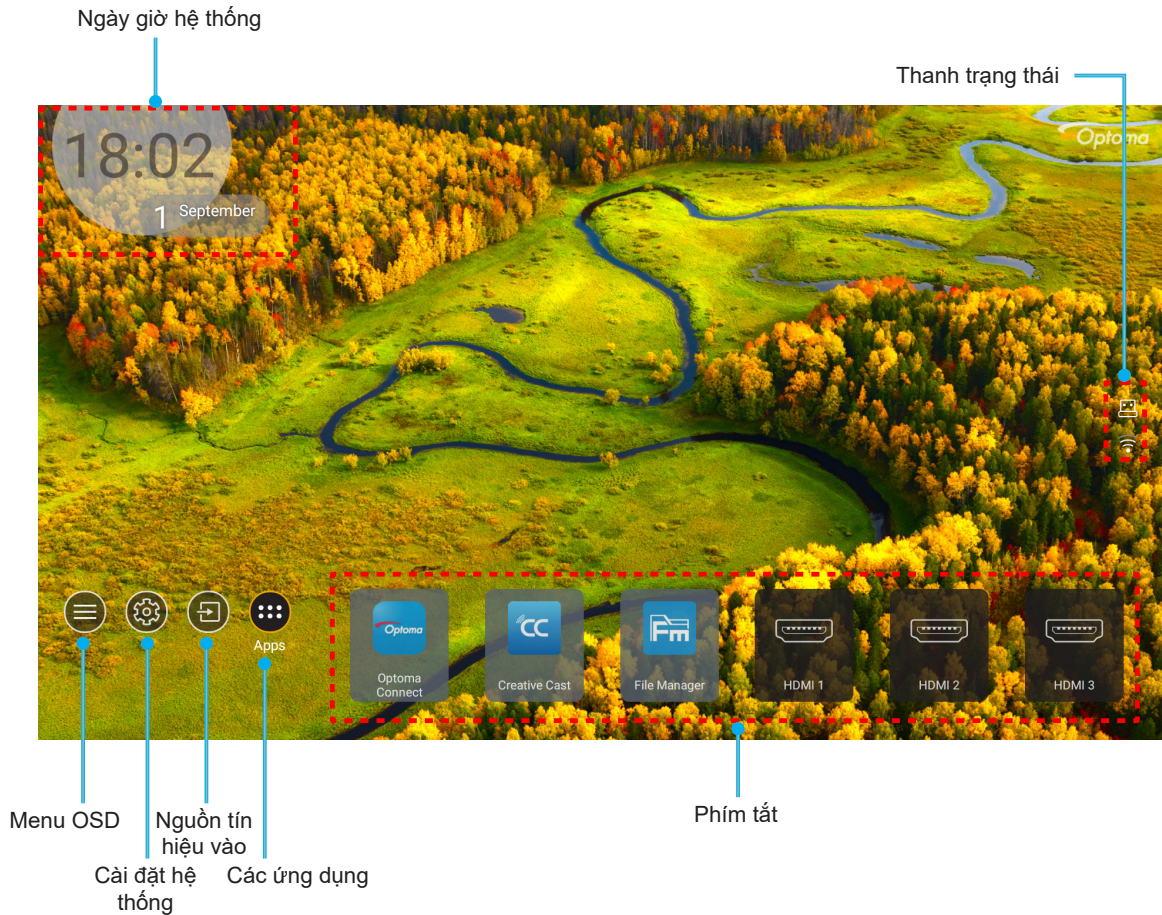 Ngày giờ hệ thống
Thanh trạng thái
18:02
1 September
Optoma
Apps
Optoma
Optoma
Connect
CC
Creative Cast
Fm
File Manager
HDMI 1
HDMI 2
HDMI 3
Menu OSD
Nguồn tín
hiệu vào
Cài đặt hệ
thống
Các ứng dụng
Phím tắt